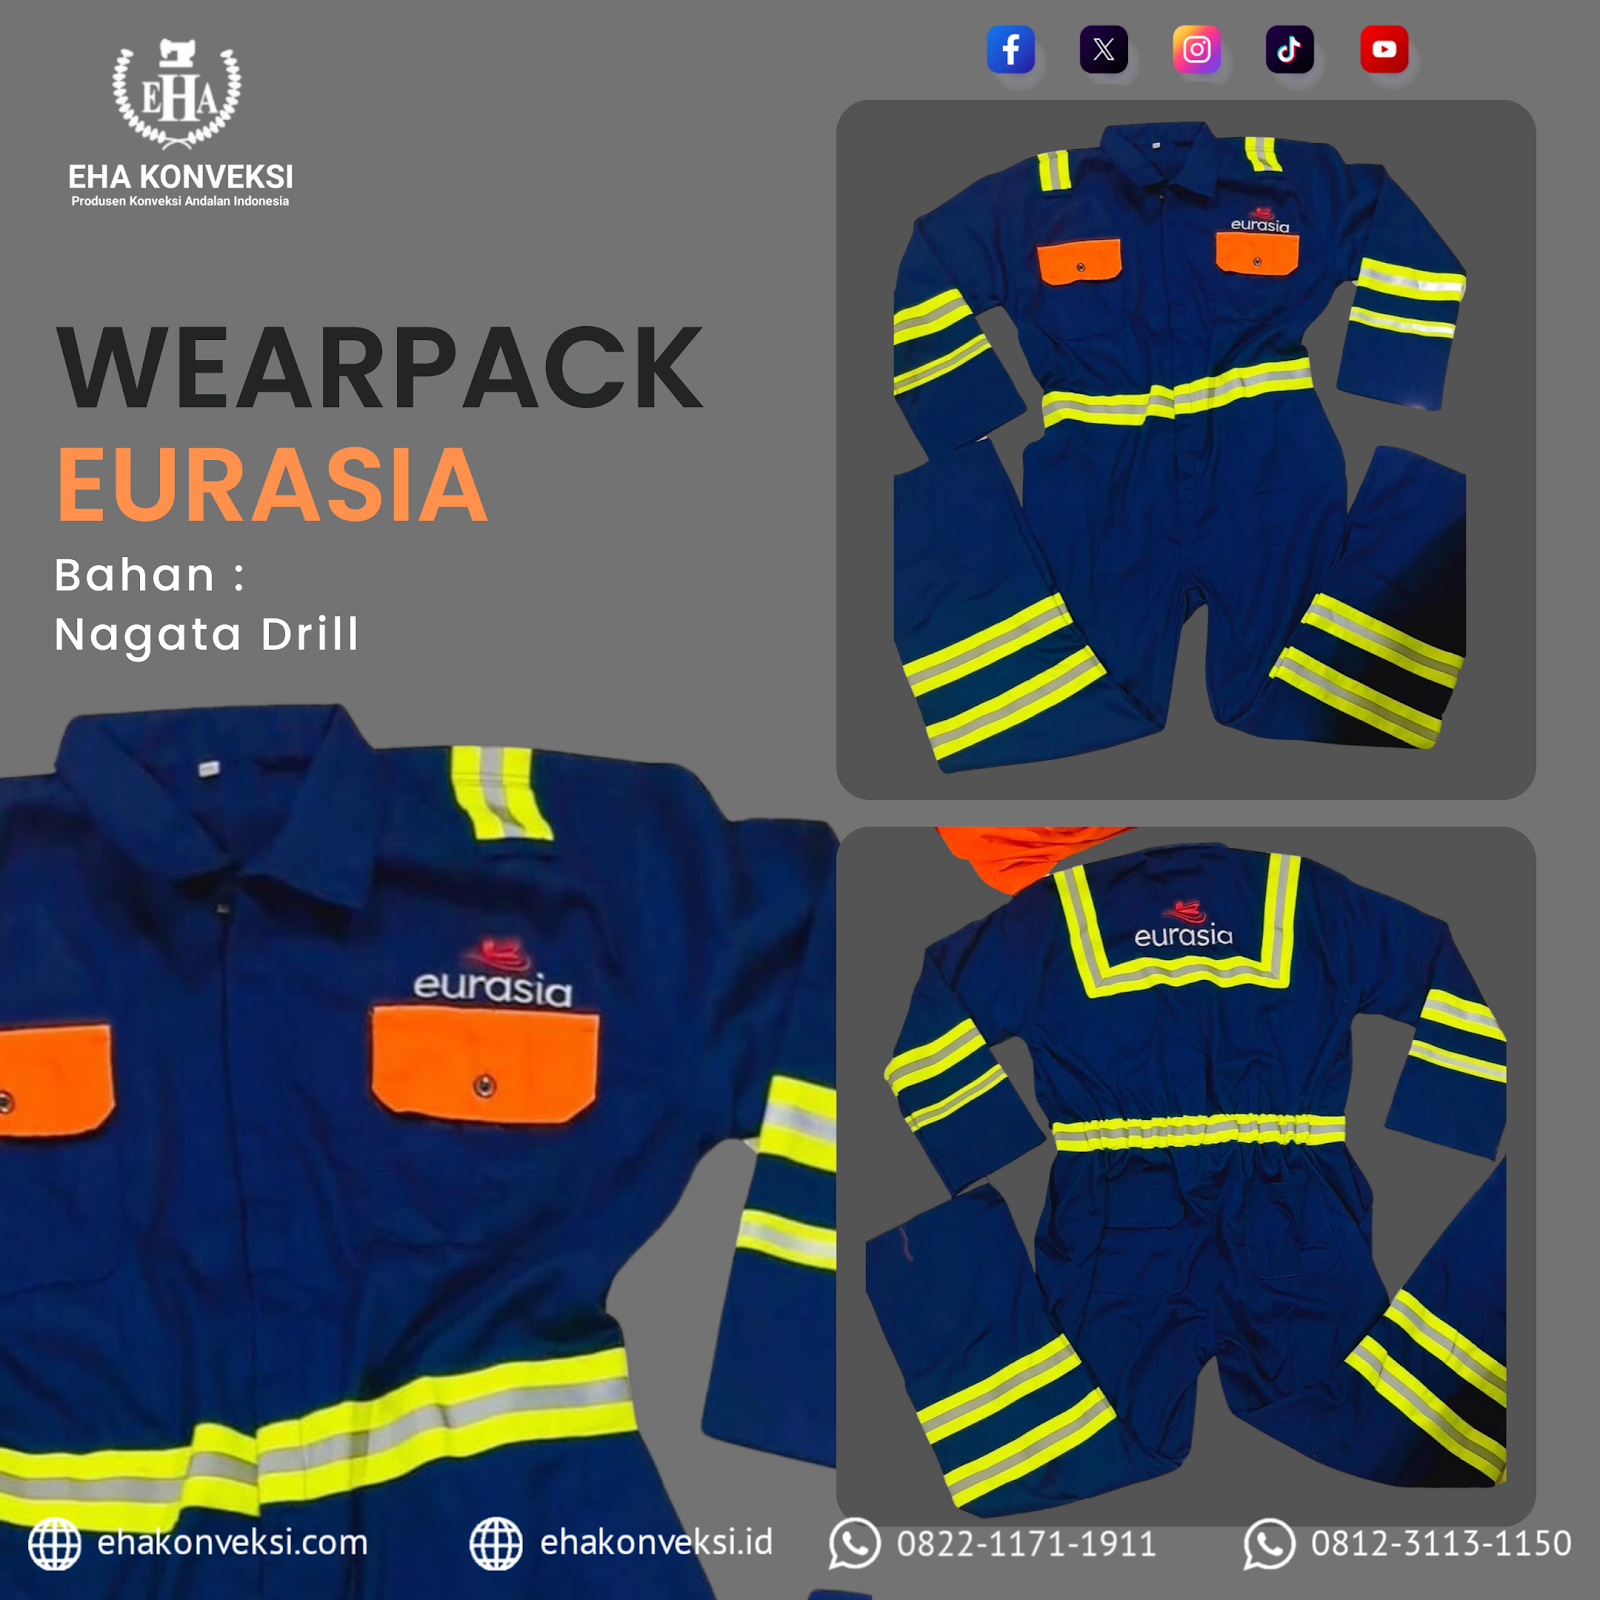 EHA
EHA KONVEKSI
Produsen Konveksi Andalan Indonesia
WEARPACK
EURASIA
Bahan :
Nagata Drill
eurasia
eurasia
eurasia
ehakonveksi.com
ehakonveksi.id
0822-1171-1911
0812-3113-1150